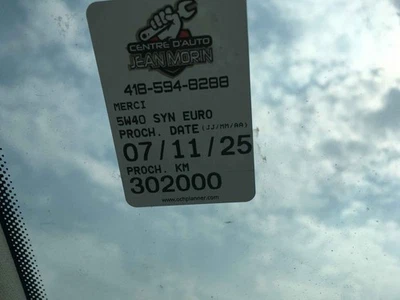 CENTRE D'AUTO
JEAN MORIN
418-594-8288
MERCI
5W40 SYN EURO
PROCH. DATE (JJ/MM/AA)
07/11/25
PROCH. KM
302000